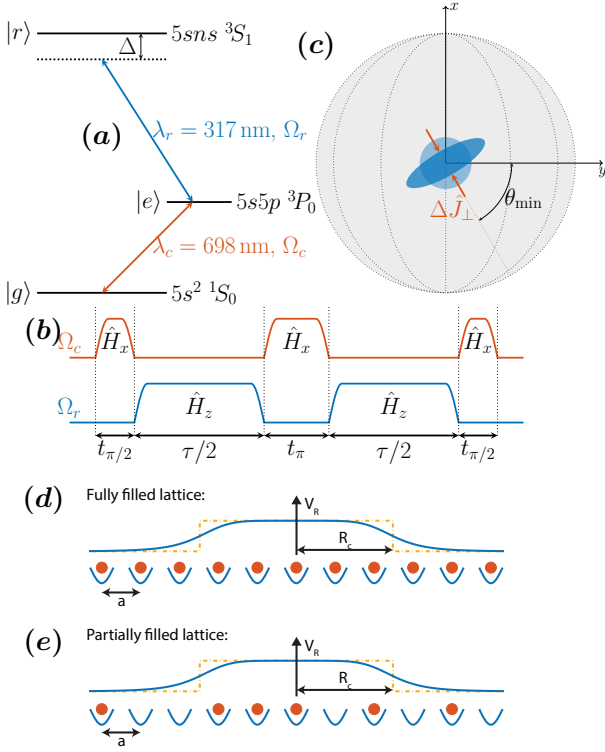 |r⟩ 5sns ³S₁
Δ
(a)
λ_r = 317 nm, Ω_r
|e⟩ 5s5p ³P₀
λ_c = 698 nm, Ω_c
|g⟩ 5s² ¹S₀
(c)
x
y
θ_min
ΔĴ_⊥
(b)
Ω_c Ĥ_x Ĥ_x Ĥ_x
Ω_r Ĥ_z Ĥ_z
t_{π/2} τ/2 t_π τ/2 t_{π/2}
(d) Fully filled lattice:
V_R
R_c
a
(e) Partially filled lattice:
V_R
R_c
a